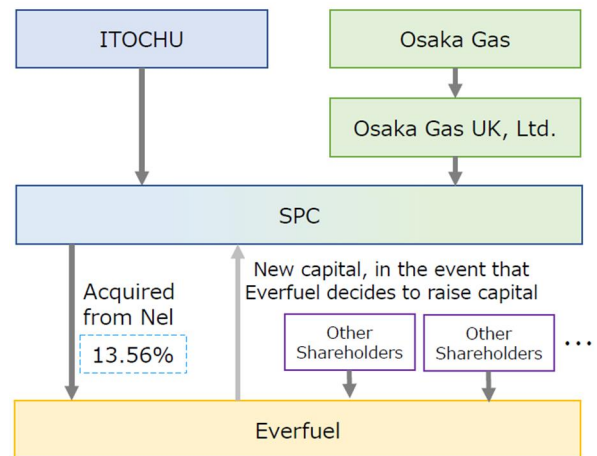 ITOCHU
Osaka Gas
Osaka Gas UK, Ltd.
SPC
New capital, in the event that
Everfuel decides to raise capital
Acquired
from Nel
13.56%
Other
Shareholders
Other
Shareholders
...
Everfuel